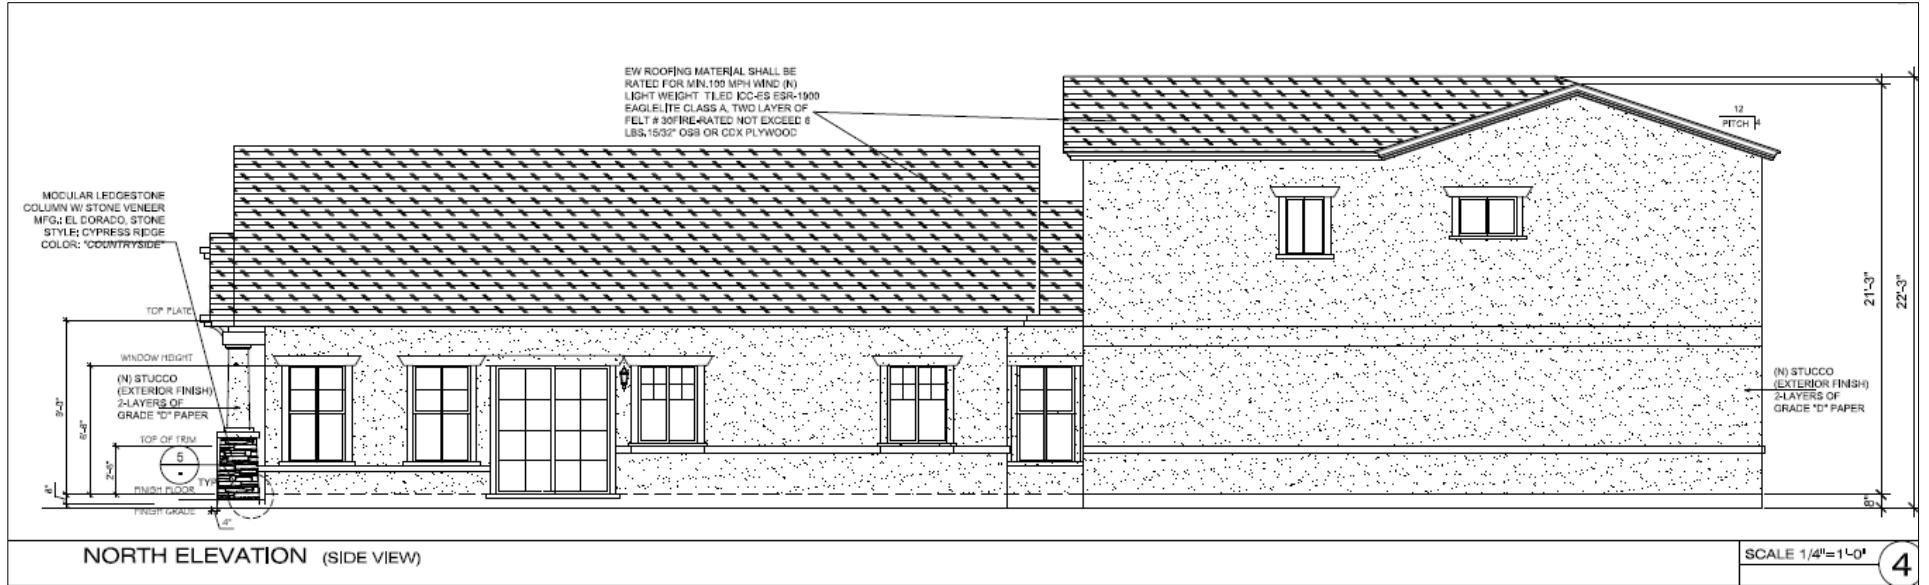 EW ROOFING MATERIAL SHALL BE
RATED FOR MIN.100 MPH WIND (N)
LIGHT WEIGHT TILED ICC-ES ESR-1900
EAGLELITE CLASS A, TWO LAYER OF
FELT # 30FIRE-RATED NOT EXCEED 6
LBS,15/32" OSB OR CDX PLYWOOD
12
PITCH 4
MODULAR LEDGESTONE
COLUMN W/ STONE VENEER
MFG.: EL DORADO, STONE
STYLE: CYPRESS RIDGE
COLOR: "COUNTRYSIDE"
21'-3"
22'-3"
TOP PLATE
WINDOW HEIGHT
(N) STUCCO
(EXTERIOR FINISH)
2-LAYERS OF
GRADE "D" PAPER
(N) STUCCO
(EXTERIOR FINISH)
2-LAYERS OF
GRADE "D" PAPER
6'-8"
TOP OF TRIM
5
-
2'-6"
TYP
FINISH FLOOR
8"
8"
FINISH GRADE
4"
NORTH ELEVATION (SIDE VIEW)
SCALE 1/4"=1'-0"
4